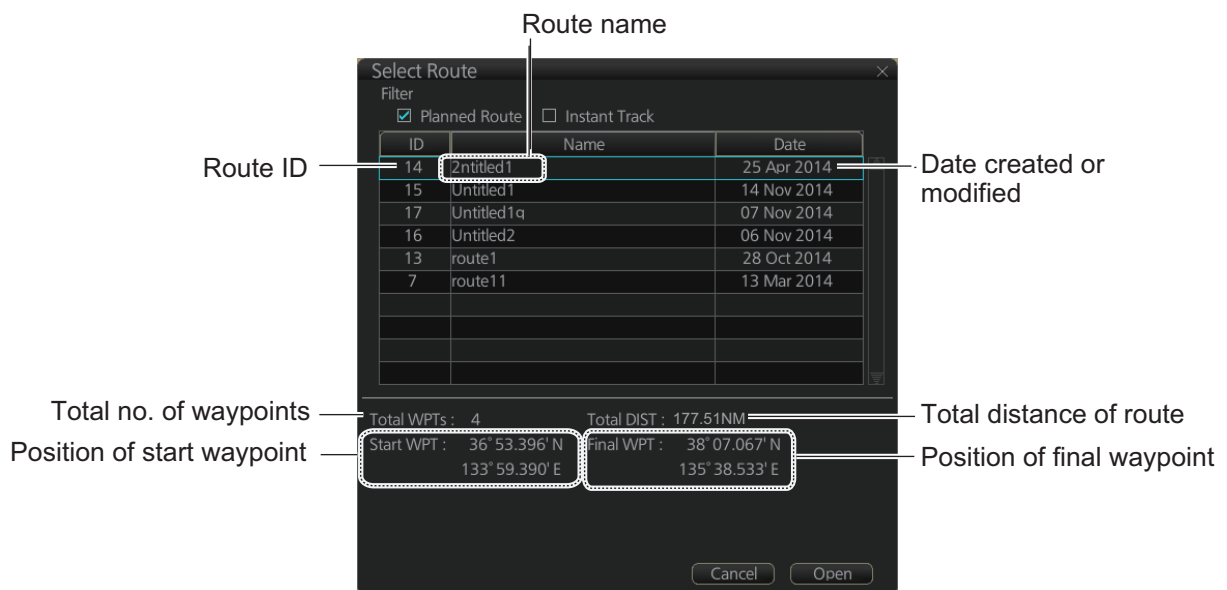 Route name
Select Route
Filter
Planned Route Instant Track
ID Name Date
Route ID 14 2ntitled1 25 Apr 2014 Date created or
modified
15 Untitled1 14 Nov 2014
17 Untitled1q 07 Nov 2014
16 Untitled2 06 Nov 2014
13 route1 28 Oct 2014
7 route11 13 Mar 2014
Total no. of waypoints Total WPTs : 4 Total DIST : 177.51NM Total distance of route
Position of start waypoint Start WPT : 36°53.396' N Final WPT : 38°07.067' N Position of final waypoint
133°59.390' E 135°38.533' E
Cancel Open